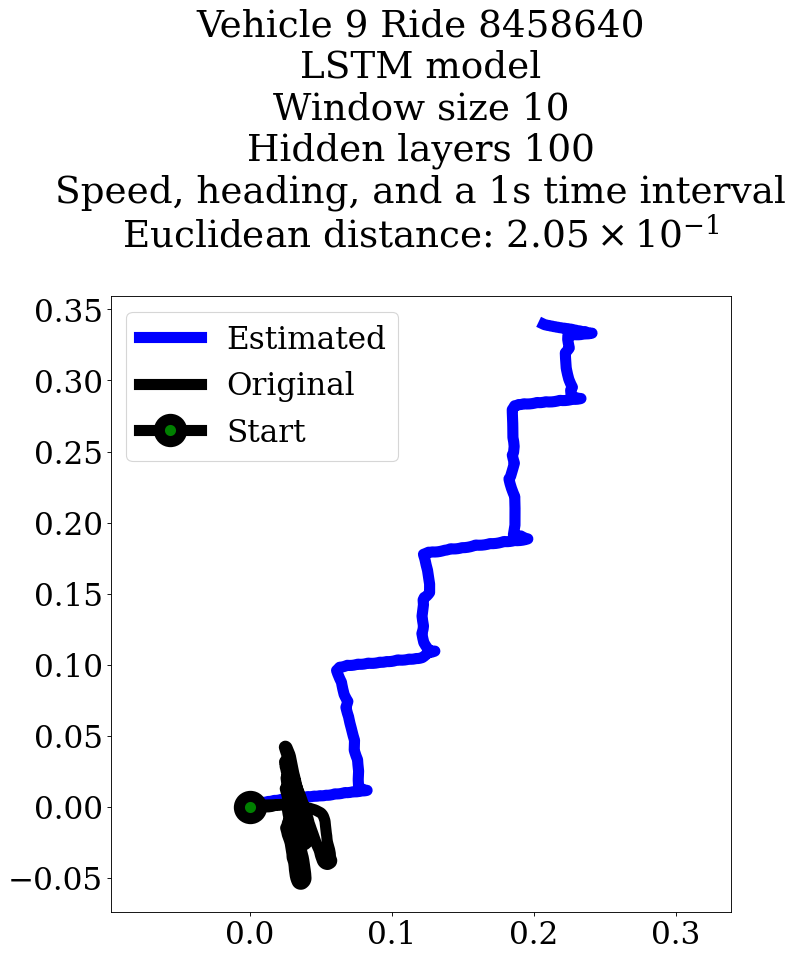 Vehicle 9 Ride 8458640
LSTM model
Window size 10
Hidden layers 100
Speed, heading, and a 1s time interval
Euclidean distance: 2.05 × 10⁻¹
Estimated
Original
Start
0.35
0.30
0.25
0.20
0.15
0.10
0.05
0.00
−0.05
0.0 0.1 0.2 0.3